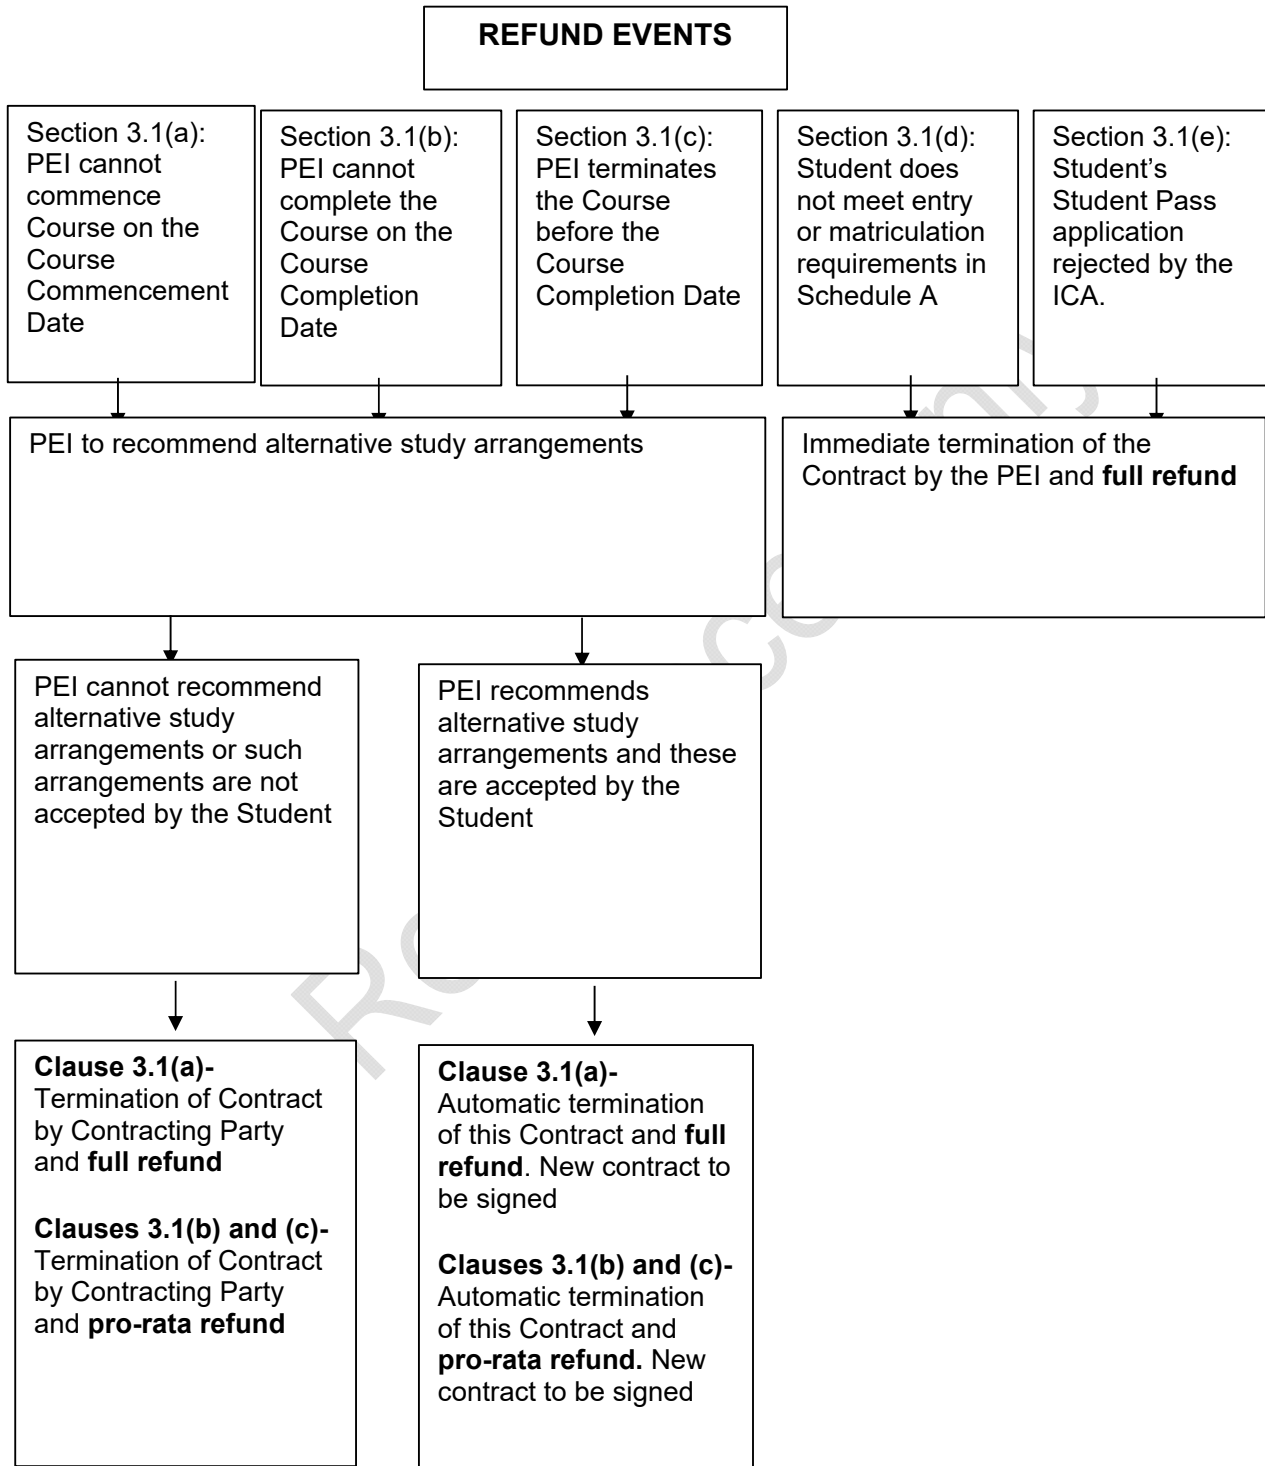 REFUND EVENTS
Section 3.1(a):
PEI cannot
commence
Course on the
Course
Commencement
Date
Section 3.1(b):
PEI cannot
complete the
Course on the
Course
Completion
Date
Section 3.1(c):
PEI terminates
the Course
before the
Course
Completion Date
Section 3.1(d):
Student does
not meet entry
or matriculation
requirements in
Schedule A
Section 3.1(e):
Student’s
Student Pass
application
rejected by the
ICA.
PEI to recommend alternative study arrangements
Immediate termination of the
Contract by the PEI and full refund
PEI cannot recommend
alternative study
arrangements or such
arrangements are not
accepted by the Student
PEI recommends
alternative study
arrangements and these
are accepted by the
Student
Clause 3.1(a)-
Termination of Contract
by Contracting Party
and full refund
Clauses 3.1(b) and (c)-
Termination of Contract
by Contracting Party
and pro-rata refund
Clause 3.1(a)-
Automatic termination
of this Contract and full
refund. New contract to
be signed
Clauses 3.1(b) and (c)-
Automatic termination
of this Contract and
pro-rata refund. New
contract to be signed